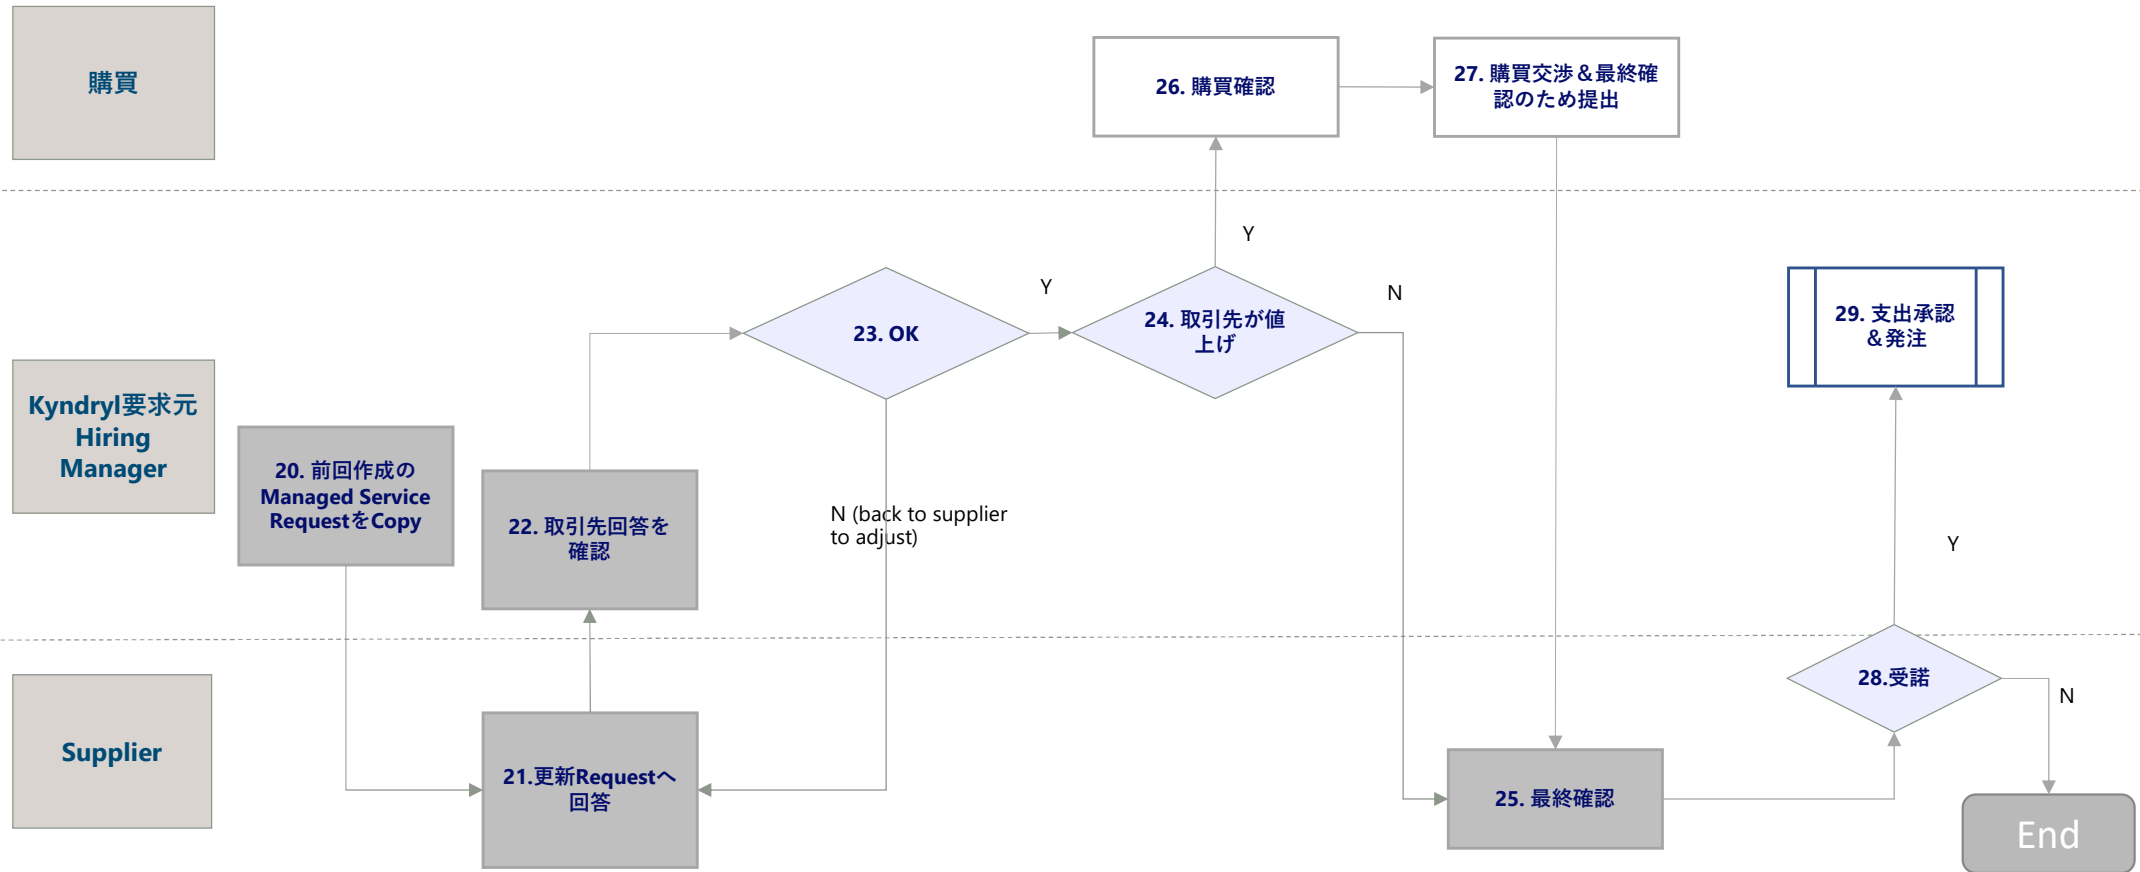 購買
26. 購買確認
27. 購買交渉＆最終確
認のため提出
Y
Y
N
23. OK
24. 取引先が値
上げ
29. 支出承認
＆発注
Kyndryl要求元
Hiring
Manager
20. 前回作成の
Managed Service
RequestをCopy
22. 取引先回答を
確認
N (back to supplier
to adjust)
Y
28.受諾
N
Supplier
21.更新Requestへ
回答
25. 最終確認
End